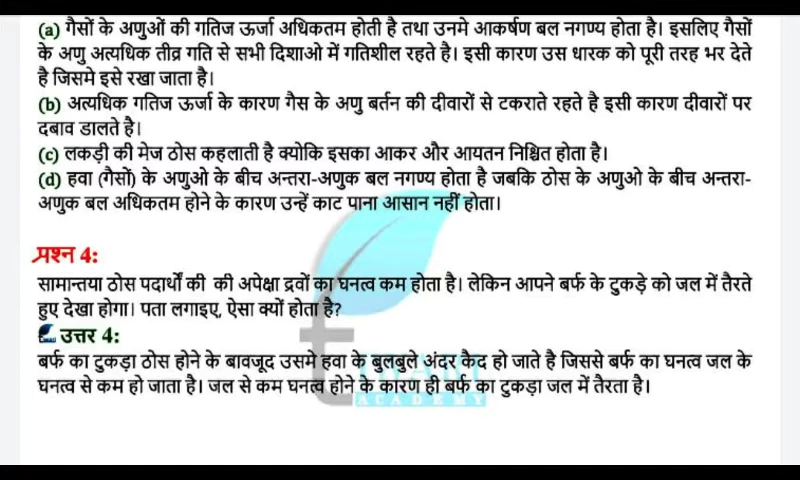 (a) गैसों के अणुओं की गतिज ऊर्जा अधिकतम होती है तथा उनमे आकर्षण बल नगण्य होता है। इसलिए गैसों
के अणु अत्यधिक तीव्र गति से सभी दिशाओ में गतिशील रहते है। इसी कारण उस धारक को पूरी तरह भर देते
है जिसमे इसे रखा जाता है।
(b) अत्यधिक गतिज ऊर्जा के कारण गैस के अणु बर्तन की दीवारों से टकराते रहते है इसी कारण दीवारों पर
दबाव डालते है।
(c) लकड़ी की मेज ठोस कहलाती है क्योकि इसका आकर और आयतन निश्चित होता है।
(d) हवा (गैसों) के अणुओ के बीच अन्तरा-अणुक बल नगण्य होता है जबकि ठोस के अणुओ के बीच अन्तरा-
अणुक बल अधिकतम होने के कारण उन्हें काट पाना आसान नहीं होता।
प्रश्न 4:
सामान्तया ठोस पदार्थों की की अपेक्षा द्रवों का घनत्व कम होता है। लेकिन आपने बर्फ के टुकड़े को जल में तैरते
हुए देखा होगा। पता लगाइए, ऐसा क्यों होता है?
उत्तर 4:
बर्फ का टुकड़ा ठोस होने के बावजूद उसमे हवा के बुलबुले अंदर कैद हो जाते है जिससे बर्फ का घनत्व जल के
घनत्व से कम हो जाता है। जल से कम घनत्व होने के कारण ही बर्फ का टुकड़ा जल में तैरता है।
ACADEMY